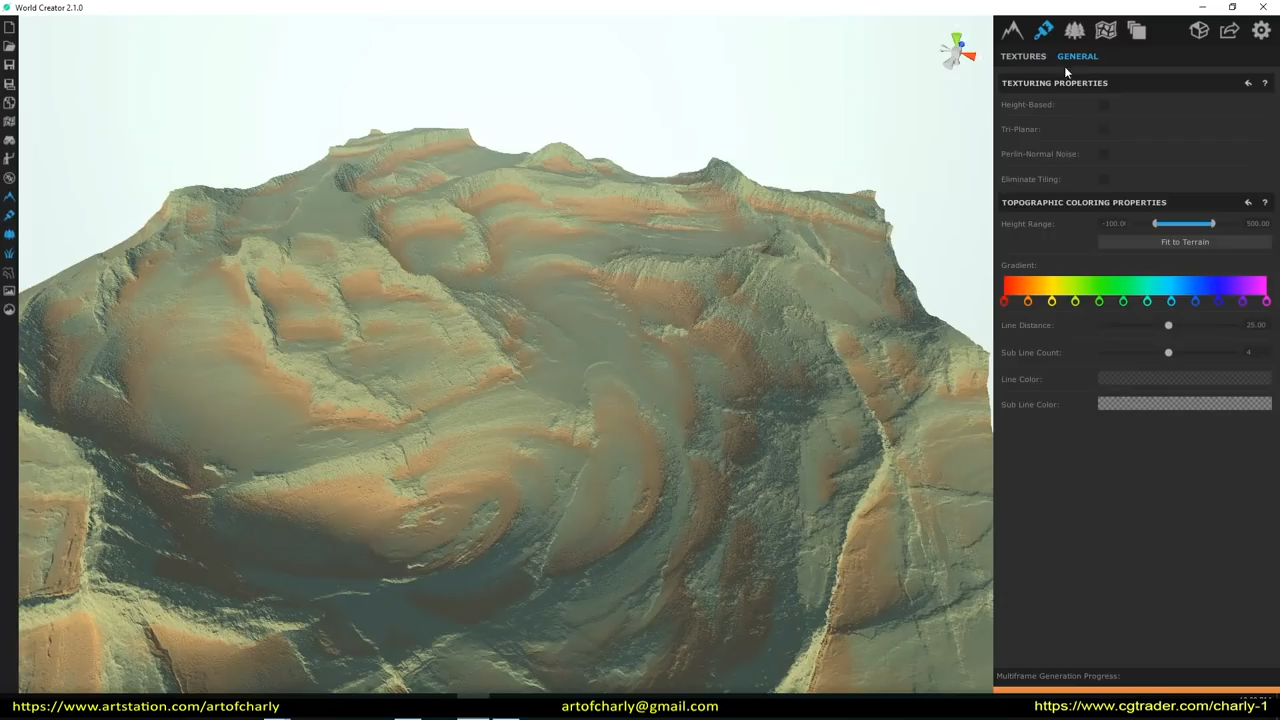 World Creator 2.1.0
TEXTURES GENERAL
TEXTURING PROPERTIES ?
Height-Based:
Tri-Planar:
Perlin-Normal Noise:
Eliminate Tiling:
TOPOGRAPHIC COLORING PROPERTIES ?
Height Range: -100.0 500.00
Fit to Terrain
Gradient:
Line Distance: 25.00
Sub Line Count: 4
Line Color:
Sub Line Color:
Multiframe Generation Progress:
https://www.artstation.com/artofcharly artofcharly@gmail.com https://www.cgtrader.com/charly-1